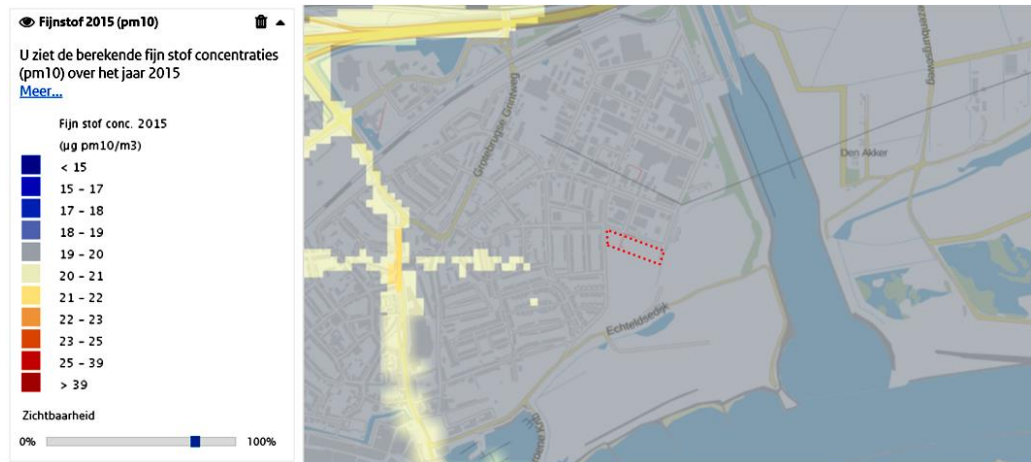 Fijnstof 2015 (pm10)
U ziet de berekende fijn stof concentraties
(pm10) over het jaar 2015
Meer...
Fijn stof conc. 2015
(µg pm10/m3)
< 15
15 - 17
17 - 18
18 - 19
19 - 20
20 - 21
21 - 22
22 - 23
23 - 25
25 - 39
> 39
Zichtbaarheid
0%
100%
Grotebrugse Grintweg
Den Akker
Echteldsedijk